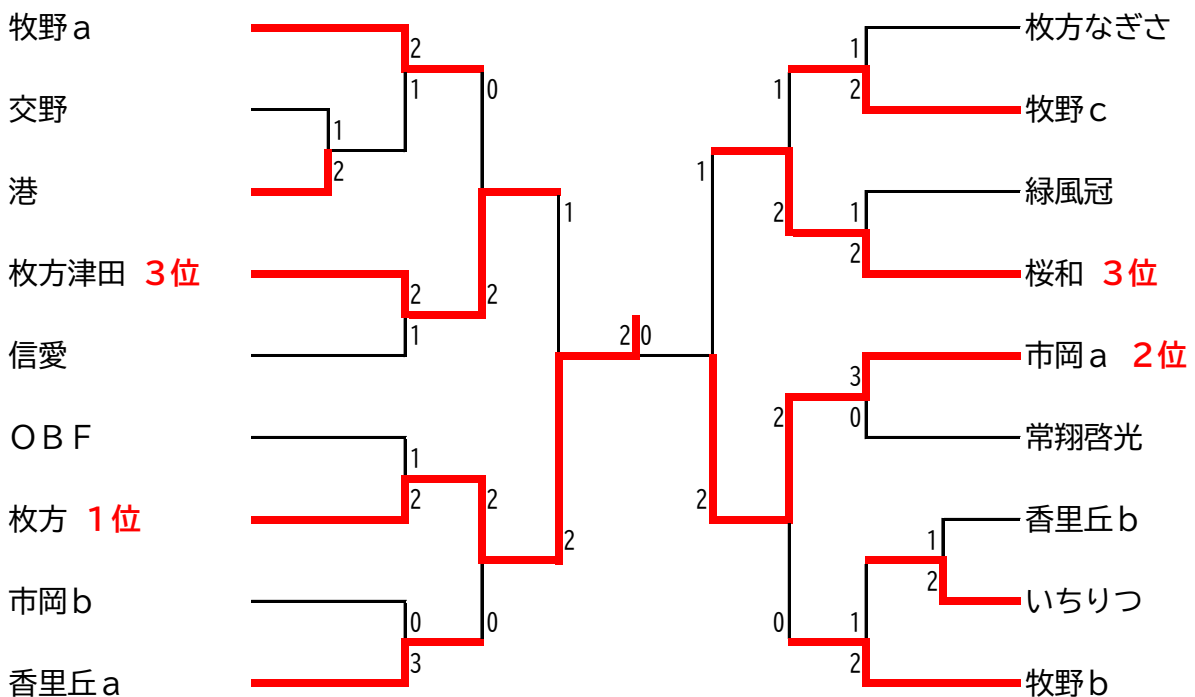 牧野ａ
2
1
0
交野
1
2
港
1
枚方津田 ３位
2
2
1
信愛
ＯＢＦ
1
枚方 １位
2
2
2
市岡ｂ
0
0
香里丘ａ
3
2 0
枚方なぎさ
1
1
2
牧野ｃ
1
緑風冠
2
1
2
桜和 ３位
市岡ａ ２位
3
2
0
常翔啓光
2
香里丘ｂ
1
2
いちりつ
0
1
2
牧野ｂ